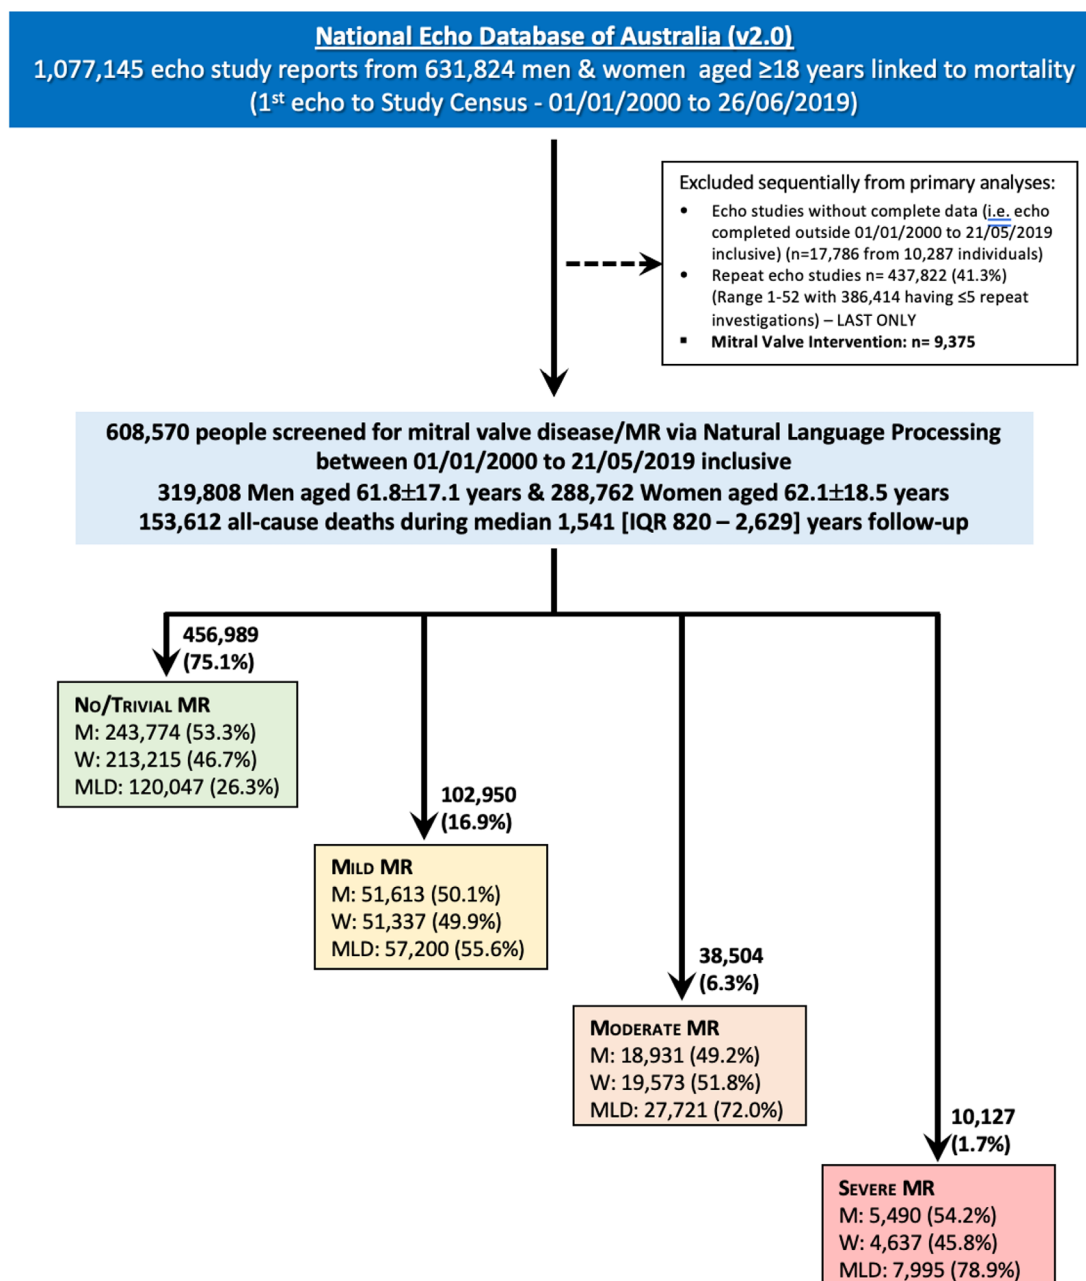 National Echo Database of Australia (v2.0)
1,077,145 echo study reports from 631,824 men & women aged ≥18 years linked to mortality
(1st echo to Study Census - 01/01/2000 to 26/06/2019)
Excluded sequentially from primary analyses:
• Echo studies without complete data (i.e. echo
completed outside 01/01/2000 to 21/05/2019
inclusive) (n=17,786 from 10,287 individuals)
• Repeat echo studies n= 437,822 (41.3%)
(Range 1-52 with 386,414 having ≤5 repeat
investigations) – LAST ONLY
▪ Mitral Valve Intervention: n= 9,375
608,570 people screened for mitral valve disease/MR via Natural Language Processing
between 01/01/2000 to 21/05/2019 inclusive
319,808 Men aged 61.8±17.1 years & 288,762 Women aged 62.1±18.5 years
153,612 all-cause deaths during median 1,541 [IQR 820 – 2,629] years follow-up
456,989
(75.1%)
No/Trivial MR
M: 243,774 (53.3%)
W: 213,215 (46.7%)
MLD: 120,047 (26.3%)
102,950
(16.9%)
Mild MR
M: 51,613 (50.1%)
W: 51,337 (49.9%)
MLD: 57,200 (55.6%)
38,504
(6.3%)
Moderate MR
M: 18,931 (49.2%)
W: 19,573 (51.8%)
MLD: 27,721 (72.0%)
10,127
(1.7%)
Severe MR
M: 5,490 (54.2%)
W: 4,637 (45.8%)
MLD: 7,995 (78.9%)